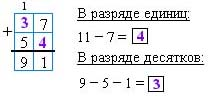 1
+ 3 7
5 4
9 1
В разряде единиц:
11 − 7 = 4
В разряде десятков:
9 − 5 − 1 = 3